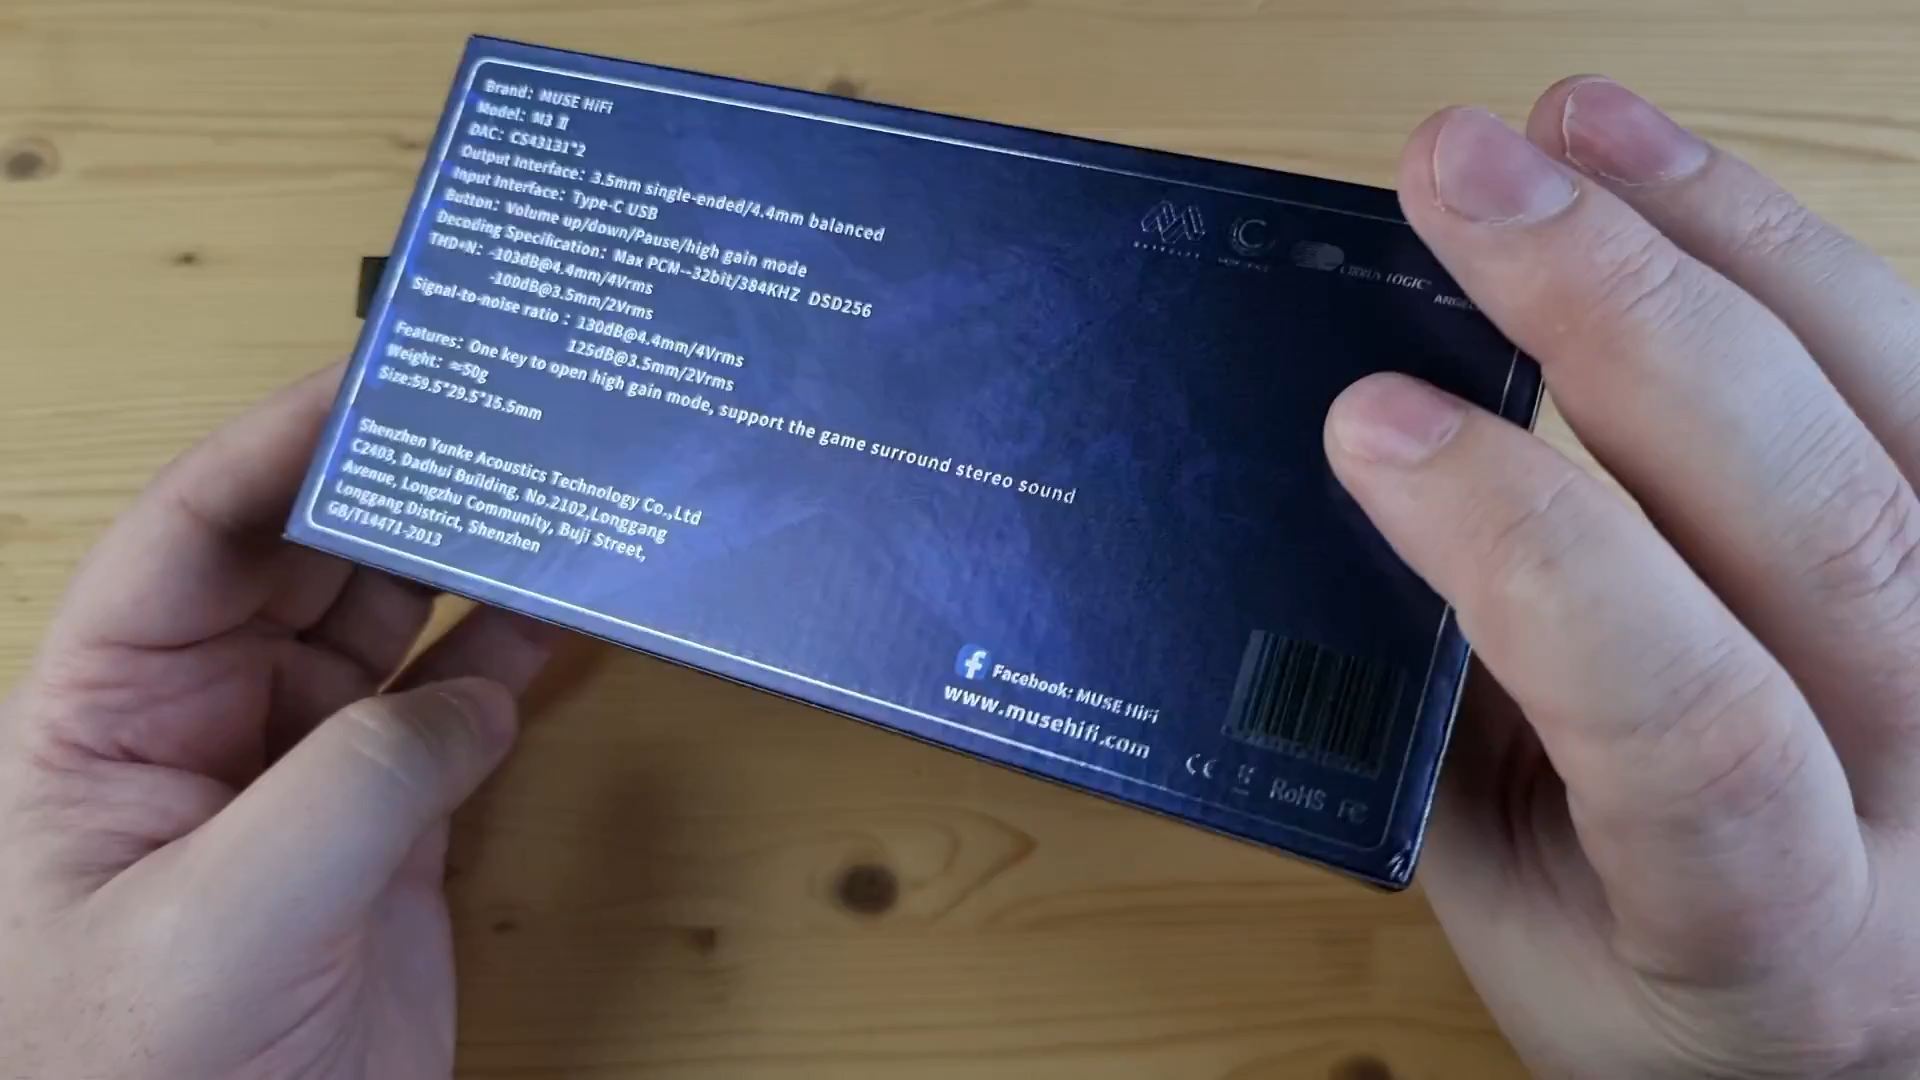 Brand: MUSE HiFi
Model: M3 Ⅱ
DAC: CS43131*2
Output Interface: 3.5mm single-ended/4.4mm balanced
Input Interface: Type-C USB
Button: Volume up/down/Pause/high gain mode
Decoding Specification: Max PCM--32bit/384KHZ DSD256
THD+N: -103dB@4.4mm/4Vrms
-100dB@3.5mm/2Vrms
Signal-to-noise ratio: 130dB@4.4mm/4Vrms
125dB@3.5mm/2Vrms
Features: One key to open high gain mode, support the game surround stereo sound
Weight: ≈50g
Size:59.5*29.5*15.5mm
Shenzhen Yunke Acoustics Technology Co.,Ltd
C2403, Dadhui Building, No.2102,Longgang
Avenue, Longzhu Community, Buji Street,
Longgang District, Shenzhen
GB/T14471-2013
CIRRUS LOGIC
Facebook: MUSE HiFi
www.musehifi.com
CE
RoHS FC